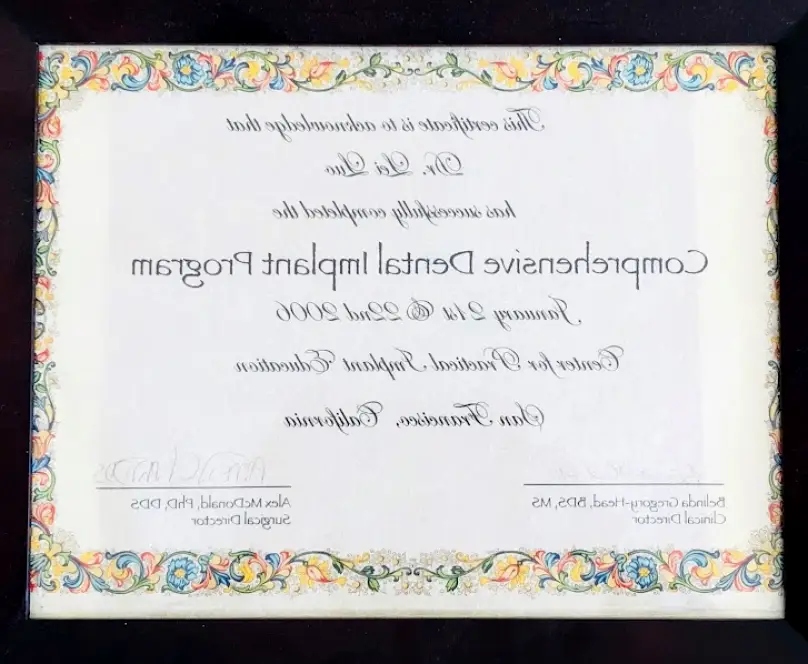 This certificate is to acknowledge that
Dr. Lei Luo
has successfully completed the
Comprehensive Dental Implant Program
January 21st & 22nd 2006
Center for Practical Implant Education
San Francisco, California
Belinda Gregory-Head, BDS, MS
Clinical Director
Alex McDonald, PhD, DDS
Surgical Director